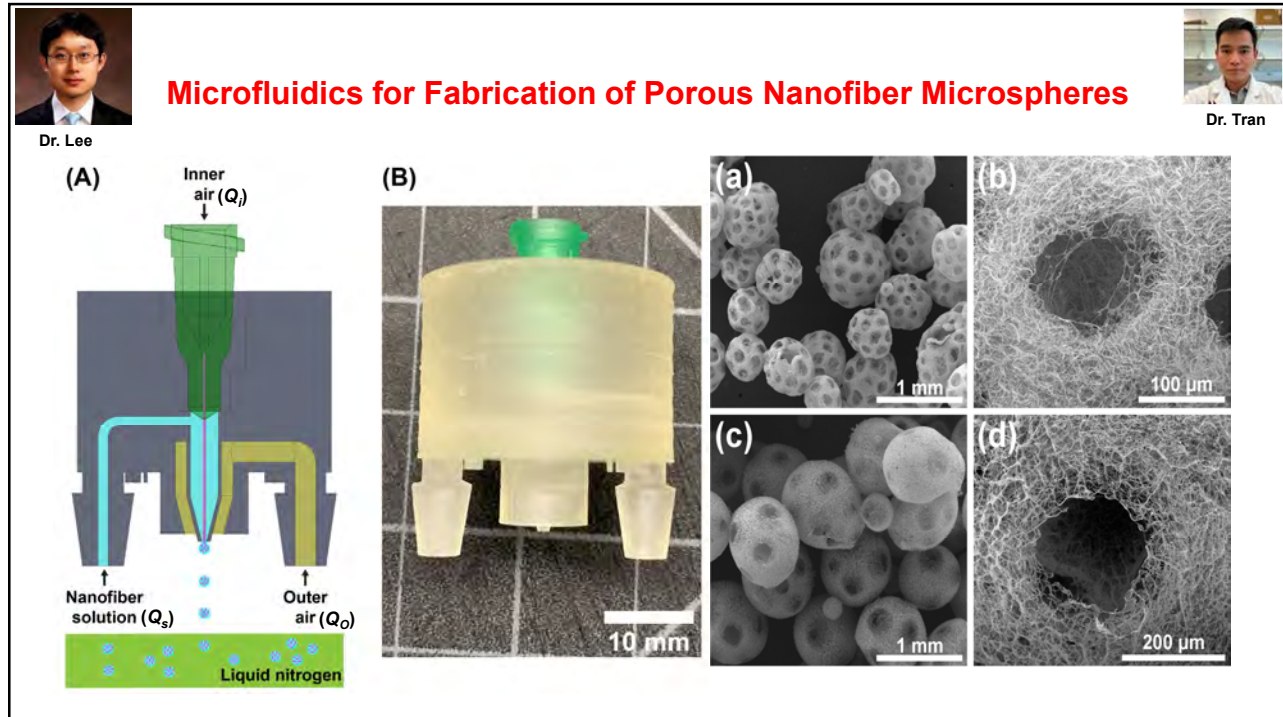 Microfluidics for Fabrication of Porous Nanofiber Microspheres
Dr. Lee
Dr. Tran
(A)
Inner
air (Qi)
Nanofiber
solution (Qs)
Outer
air (QO)
Liquid nitrogen
(B)
10 mm
(a)
1 mm
(b)
100 µm
(c)
1 mm
(d)
200 µm